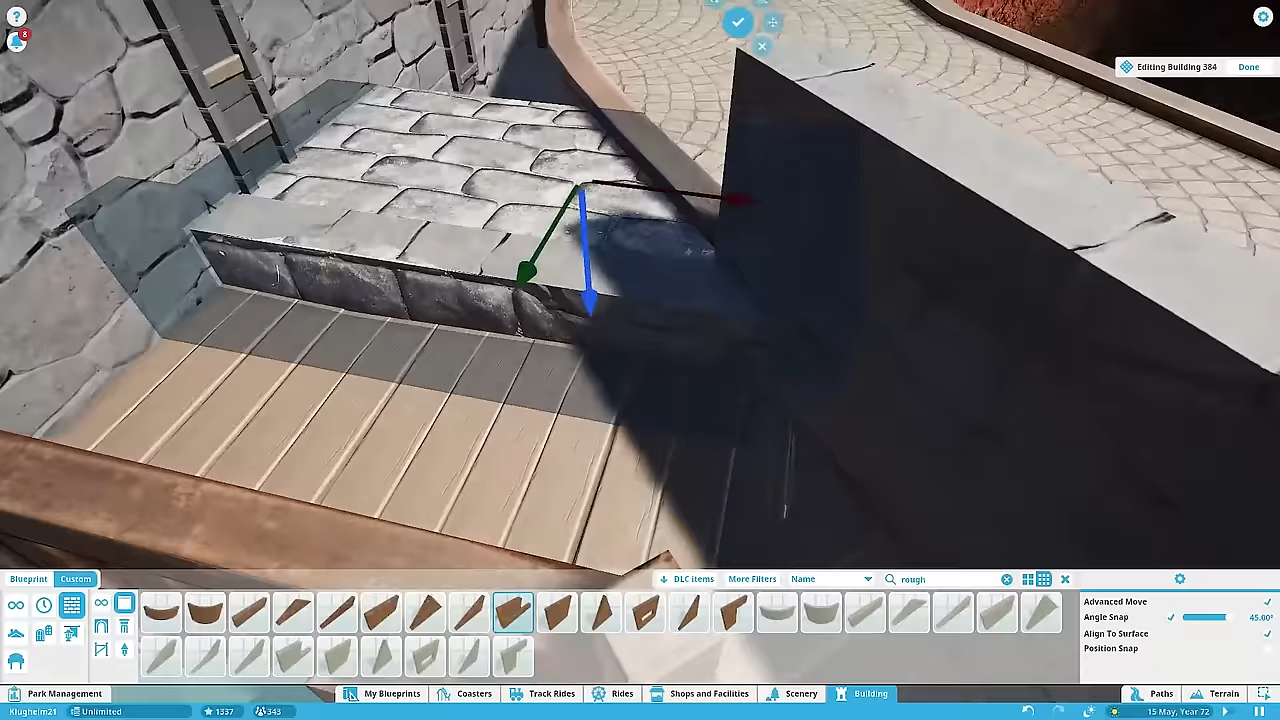 ?
8
Editing Building 384 Done
Blueprint Custom
DLC items More Filters Name rough
Advanced Move
Angle Snap 45.00°
Align To Surface
Position Snap
Park Management My Blueprints Coasters Track Rides Rides Shops and Facilities Scenery Building Paths Terrain
Klugheim21 Unlimited 1337 343 15 May, Year 72